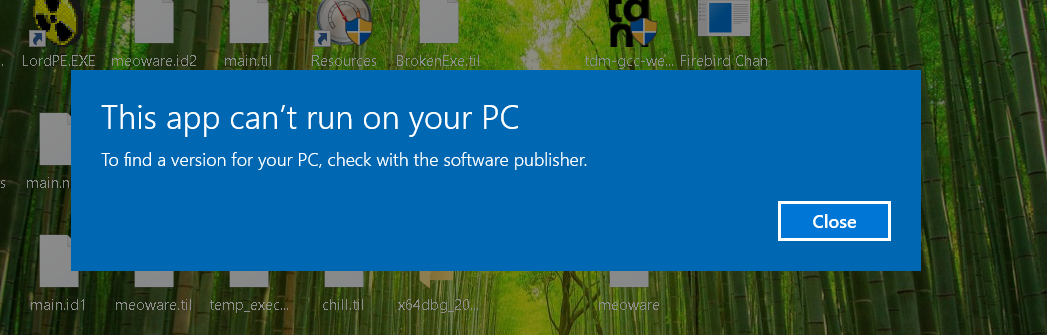 LordPE.EXE meoware.id2 main.til Resources BrokenExe.til tdm-gcc-we... Firebird Chan
This app can't run on your PC
To find a version for your PC, check with the software publisher.
main.n
Close
main.id1 meoware.til temp_exec... chill.til x64dbg_20... meoware